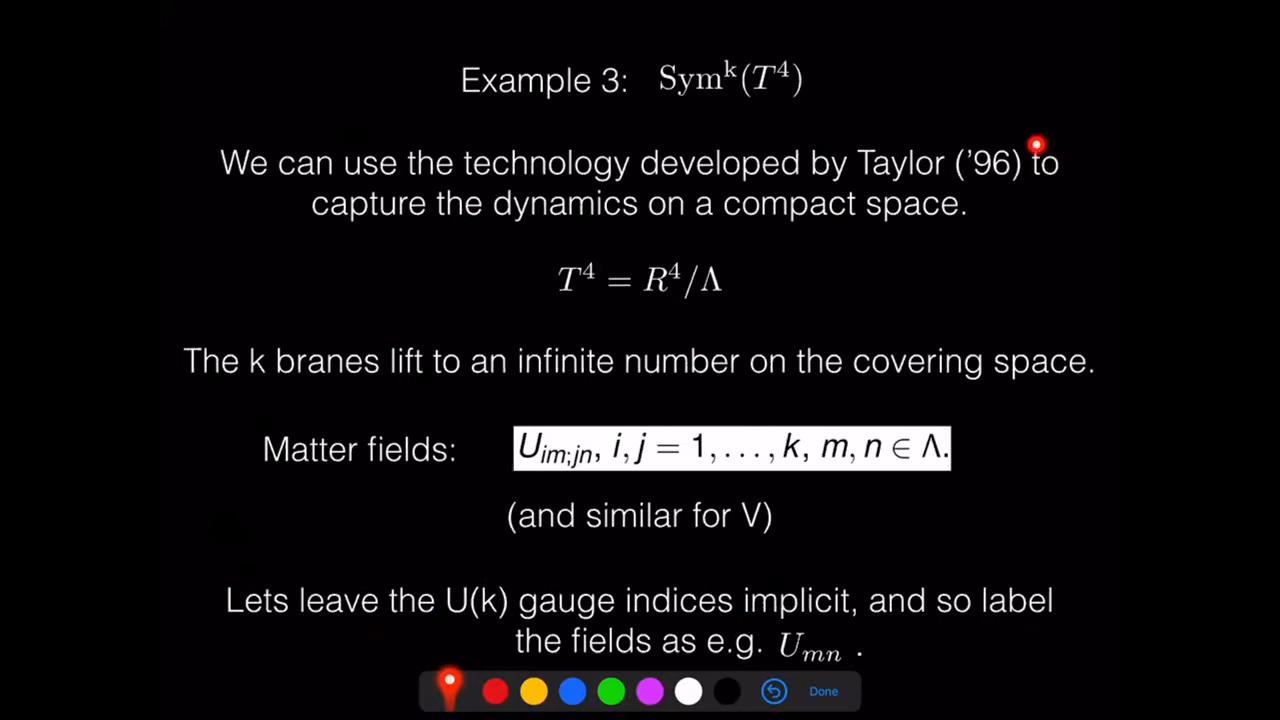 Example 3: Sym^k(T^4)
We can use the technology developed by Taylor ('96) to
capture the dynamics on a compact space.
T^4 = R^4/Λ
The k branes lift to an infinite number on the covering space.
Matter fields: U_{im;jn}, i, j = 1, . . . , k, m, n ∈ Λ.
(and similar for V)
Lets leave the U(k) gauge indices implicit, and so label
the fields as e.g. U_{mn} .
Done